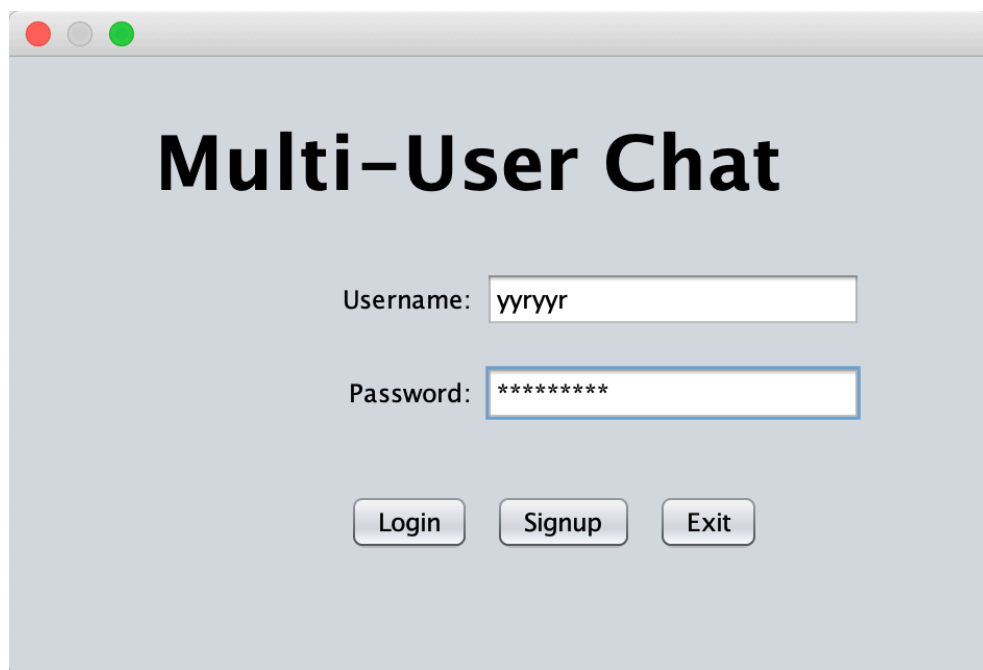 Multi-User Chat
Username: yyryyr
Password: *********
Login Signup Exit